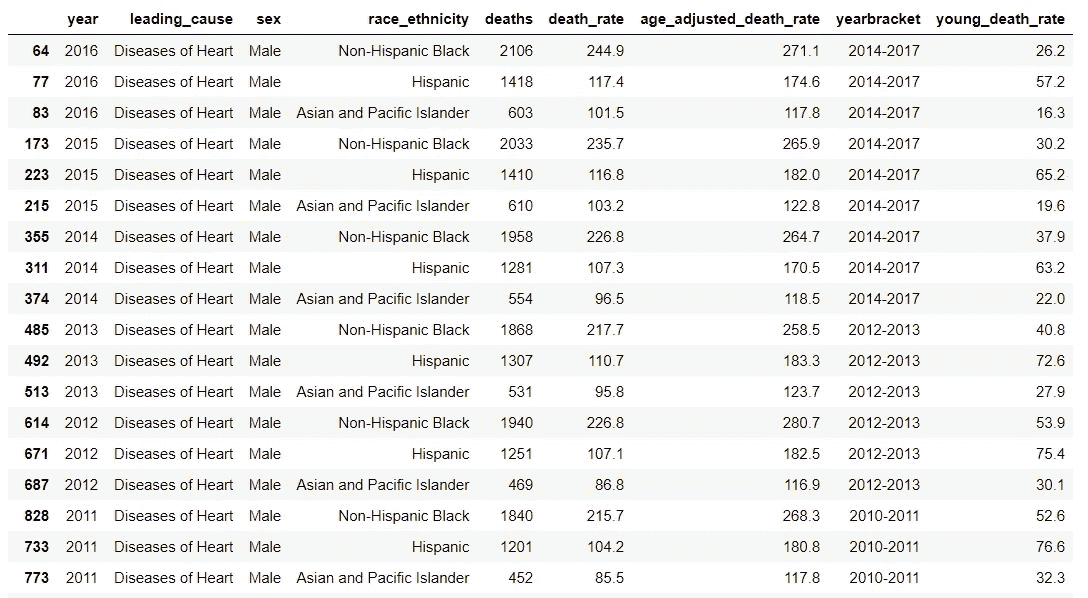 year leading_cause sex race_ethnicity deaths death_rate age_adjusted_death_rate yearbracket young_death_rate
64 2016 Diseases of Heart Male Non-Hispanic Black 2106 244.9 271.1 2014-2017 26.2
77 2016 Diseases of Heart Male Hispanic 1418 117.4 174.6 2014-2017 57.2
83 2016 Diseases of Heart Male Asian and Pacific Islander 603 101.5 117.8 2014-2017 16.3
173 2015 Diseases of Heart Male Non-Hispanic Black 2033 235.7 265.9 2014-2017 30.2
223 2015 Diseases of Heart Male Hispanic 1410 116.8 182.0 2014-2017 65.2
215 2015 Diseases of Heart Male Asian and Pacific Islander 610 103.2 122.8 2014-2017 19.6
355 2014 Diseases of Heart Male Non-Hispanic Black 1958 226.8 264.7 2014-2017 37.9
311 2014 Diseases of Heart Male Hispanic 1281 107.3 170.5 2014-2017 63.2
374 2014 Diseases of Heart Male Asian and Pacific Islander 554 96.5 118.5 2014-2017 22.0
485 2013 Diseases of Heart Male Non-Hispanic Black 1868 217.7 258.5 2012-2013 40.8
492 2013 Diseases of Heart Male Hispanic 1307 110.7 183.3 2012-2013 72.6
513 2013 Diseases of Heart Male Asian and Pacific Islander 531 95.8 123.7 2012-2013 27.9
614 2012 Diseases of Heart Male Non-Hispanic Black 1940 226.8 280.7 2012-2013 53.9
671 2012 Diseases of Heart Male Hispanic 1251 107.1 182.5 2012-2013 75.4
687 2012 Diseases of Heart Male Asian and Pacific Islander 469 86.8 116.9 2012-2013 30.1
828 2011 Diseases of Heart Male Non-Hispanic Black 1840 215.7 268.3 2010-2011 52.6
733 2011 Diseases of Heart Male Hispanic 1201 104.2 180.8 2010-2011 76.6
773 2011 Diseases of Heart Male Asian and Pacific Islander 452 85.5 117.8 2010-2011 32.3